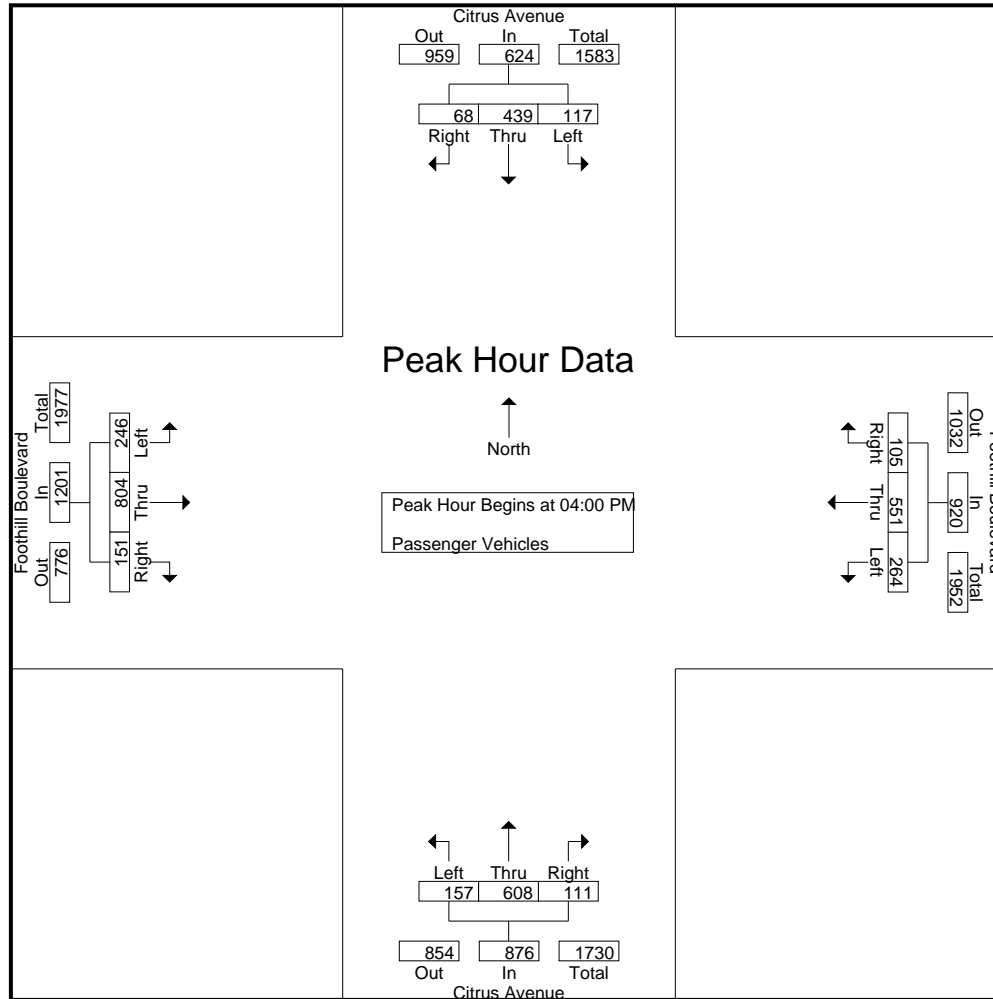 Citrus Avenue
Out In Total
959 624 1583
68 439 117
Right Thru Left
Peak Hour Data
North
Peak Hour Begins at 04:00 PM
Passenger Vehicles
Foothill Boulevard
Out In Total
776 1201 1977
151 804 246
Right Thru Left
Out In Total
1032 920 1952
105 551 264
Right Thru Left
Left Thru Right
157 608 111
854 876 1730
Out In Total
Citrus Avenue